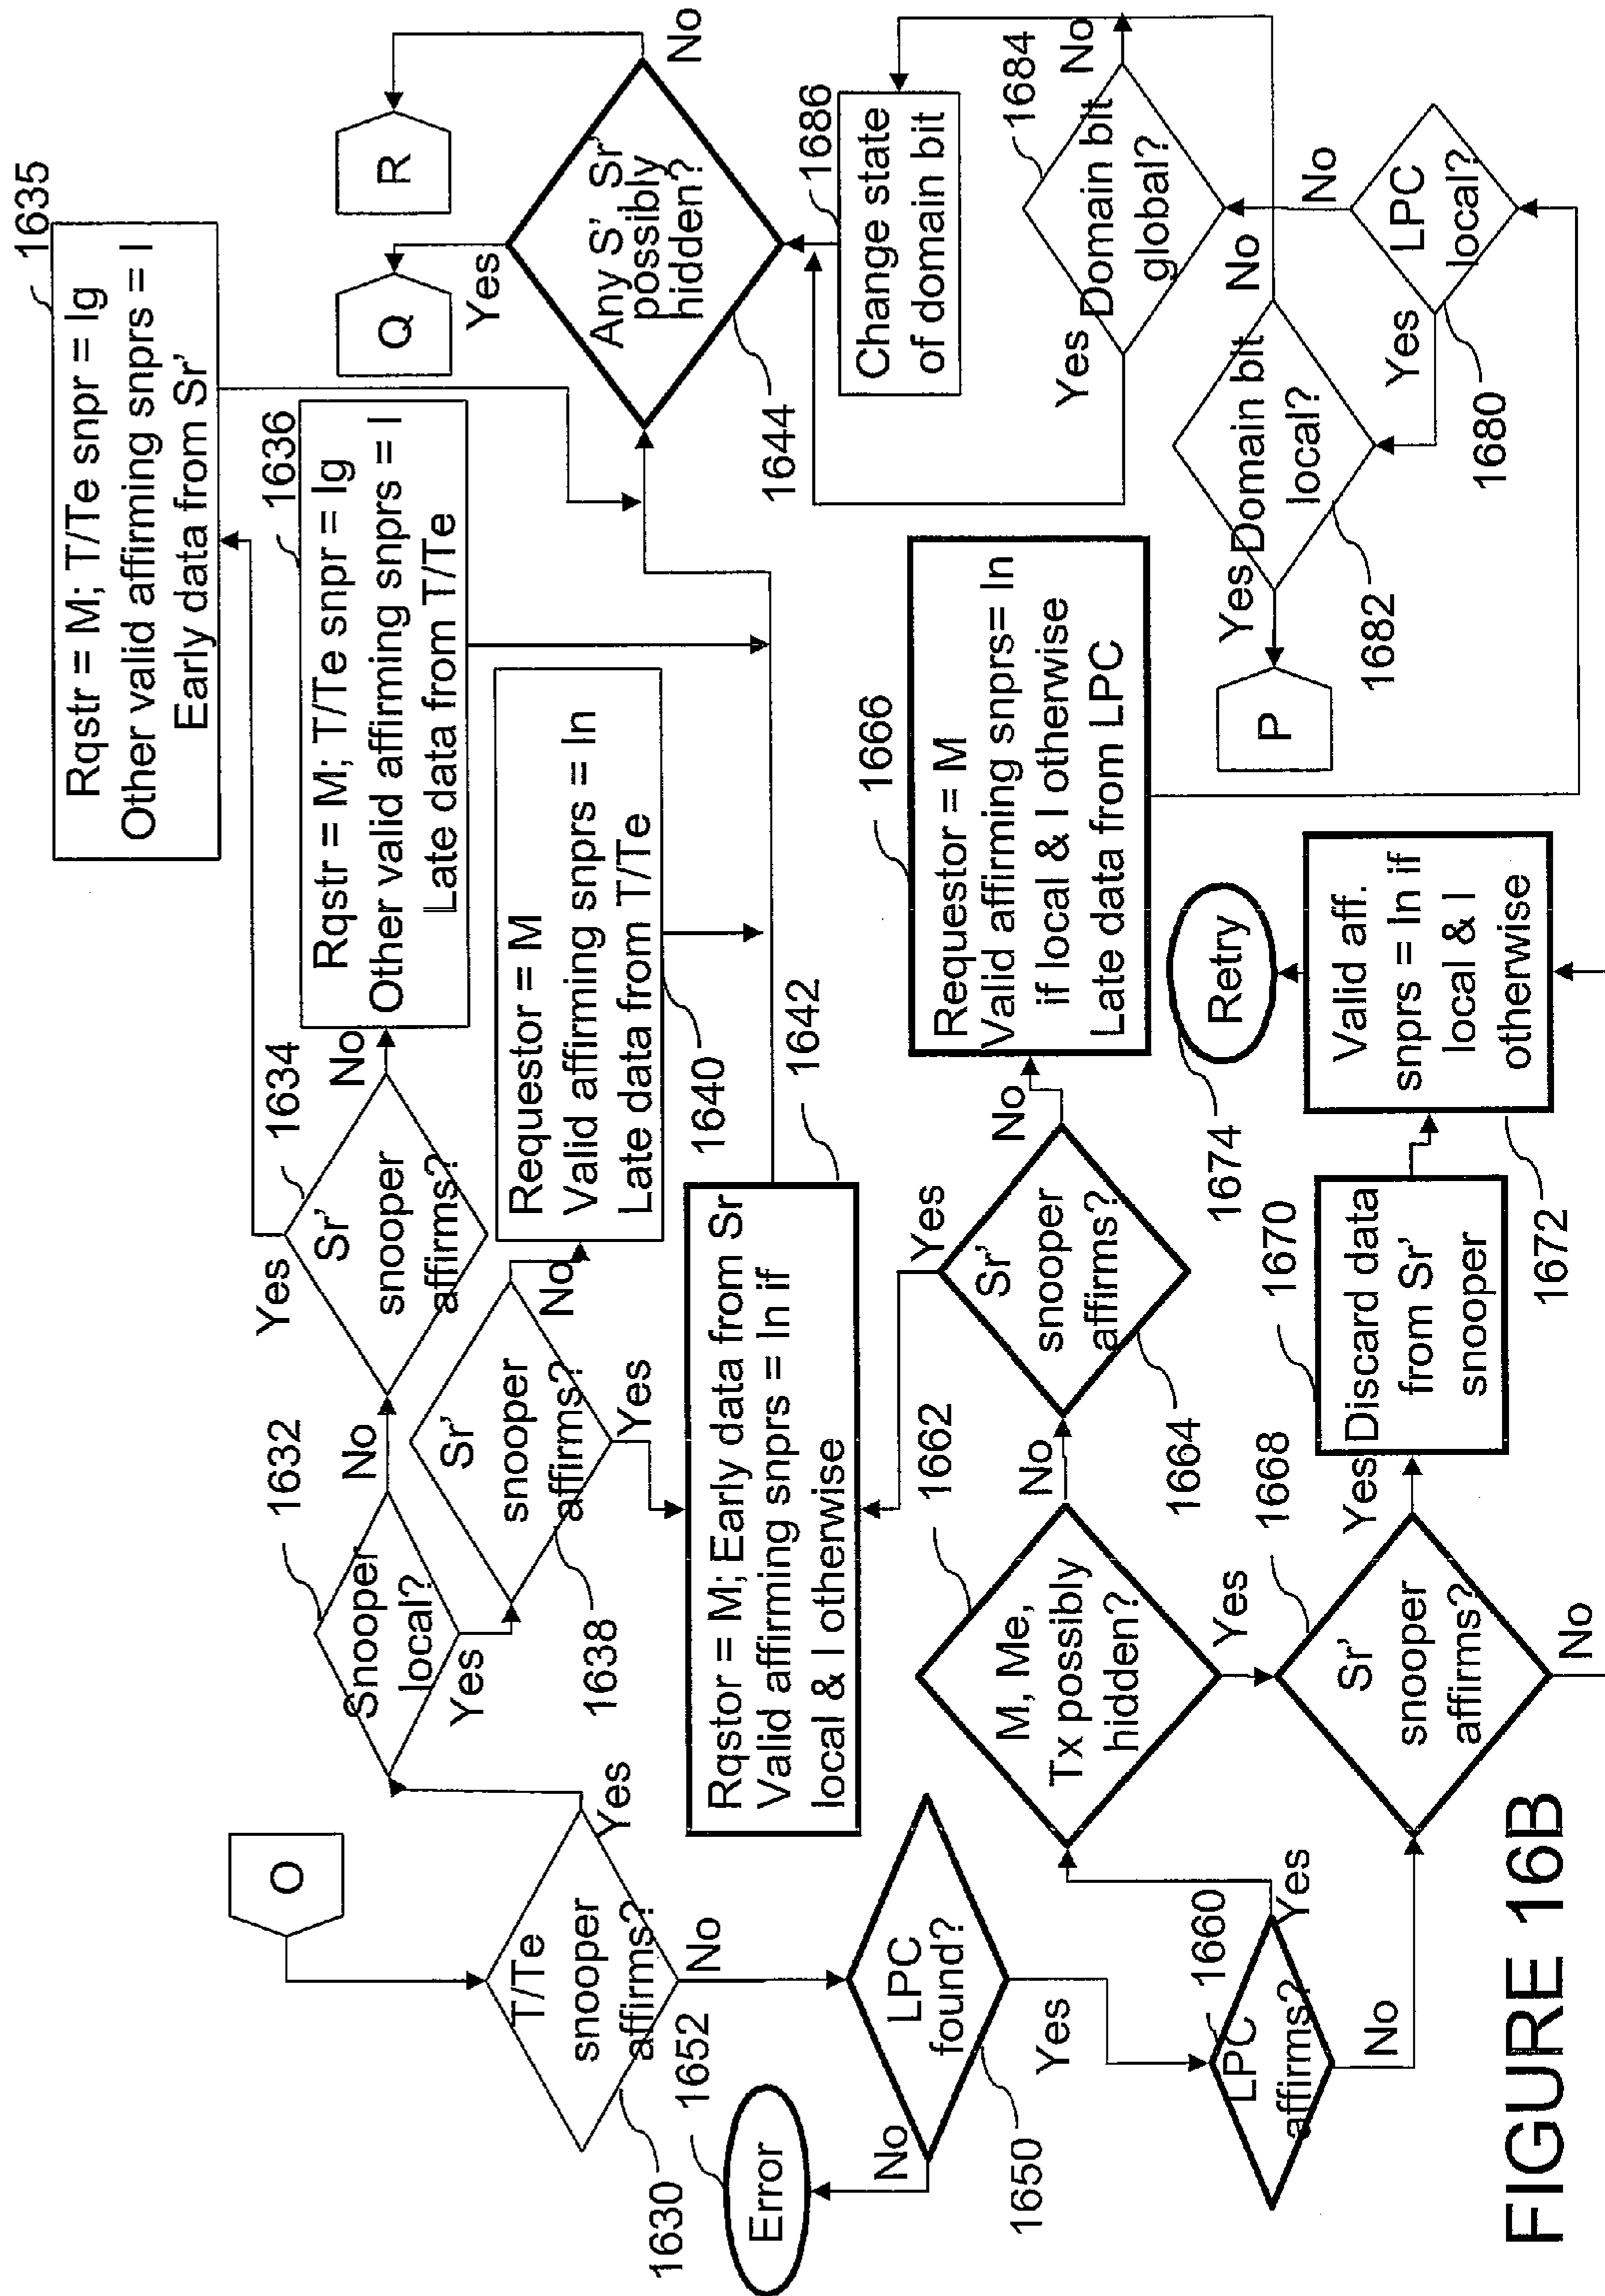 O
T/Te
snooper
affirms?
1630
Yes
No
Snooper
local?
1632
Yes
No
Sr'
snooper
affirms?
1634
Yes
No
Rqstr = M; T/Te snpr = Ig
Other valid affirming snprs = I
Early data from Sr'
1635
Rqstr = M; T/Te snpr = Ig
Other valid affirming snprs = I
Late data from T/Te
1636
Sr'
snooper
affirms?
1638
No
Yes
Requestor = M
Valid affirming snprs = In
Late data from T/Te
1640
Rqstor = M; Early data from Sr
Valid affirming snprs = In if
local & I otherwise
1642
Any S' Sr'
possibly
hidden?
1644
Yes
No
Q
R
LPC
found?
1650
No
Yes
Error
1652
LPC
affirms?
1660
Yes
No
M, Me,
Tx possibly
hidden?
1662
No
Yes
Sr'
snooper
affirms?
1664
Yes
No
Requestor = M
Valid affirming snprs= In
if local & I otherwise
Late data from LPC
1666
Sr'
snooper
affirms?
1668
Yes
No
Discard data
from Sr'
snooper
1670
Valid aff.
snprs = In if
local & I
otherwise
1672
Retry
1674
LPC
local?
1680
Yes
No
Domain bit
local?
1682
Yes
No
P
Domain bit
global?
1684
Yes
No
Change state
of domain bit
1686
FIGURE 16B